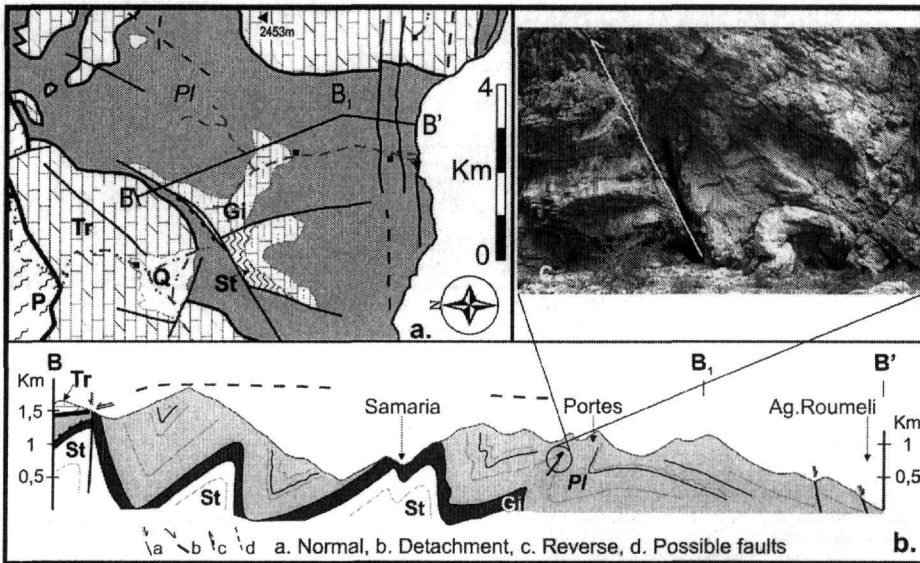 2453m
Pl
B₁
4
B'
Km
B
Gi
Tr
Q
St
0
P
N
a.
c.
B
B₁
B'
Km
Tr
Samaria
Portes
Ag.Roumeli
Km
1,5
St
1
1
0,5
Pl
0,5
St
St
Gi
a b c d a. Normal, b. Detachment, c. Reverse, d. Possible faults
b.